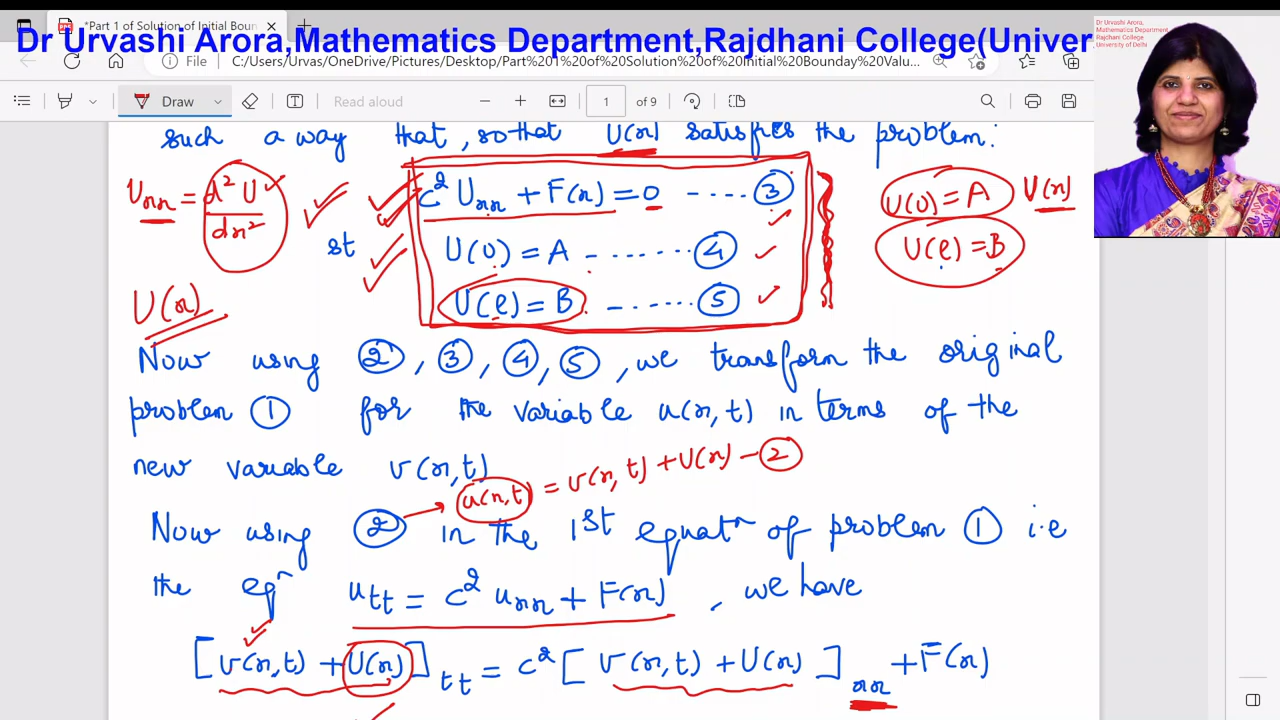 *Part 1 of Solution of Initial Boun
Dr Urvashi Arora,Mathematics Department,Rajdhani College(Univer
File C:/Users/Urvas/OneDrive/Pictures/Desktop/Part%201%20of%20Solution%20of%20Initial%20Bounday%20Valu...
Draw Read aloud 1 of 9
Dr Urvashi Arora,
Mathematics Department
Rajdhani College
University of Delhi
such a way that, so that U(x) satisfies the problem:
Uxx = d²U/dx²
c² Uxx + F(x) = 0 ---- ③
st U(0) = A -------- ④
U(ℓ) = B ------ ⑤
U(0) = A U(x)
U(ℓ) = B
U(x)
Now using ②, ③, ④, ⑤, we transform the original
problem ① for the variable u(x,t) in terms of the
new variable v(x,t)
u(x,t) = v(x,t) + U(x) - ②
Now using ② in the 1st equatⁿ of problem ① i.e
the eqⁿ utt = c² uxx + F(x), we have
[v(x,t) + U(x)]tt = c² [v(x,t) + U(x)]xx + F(x)